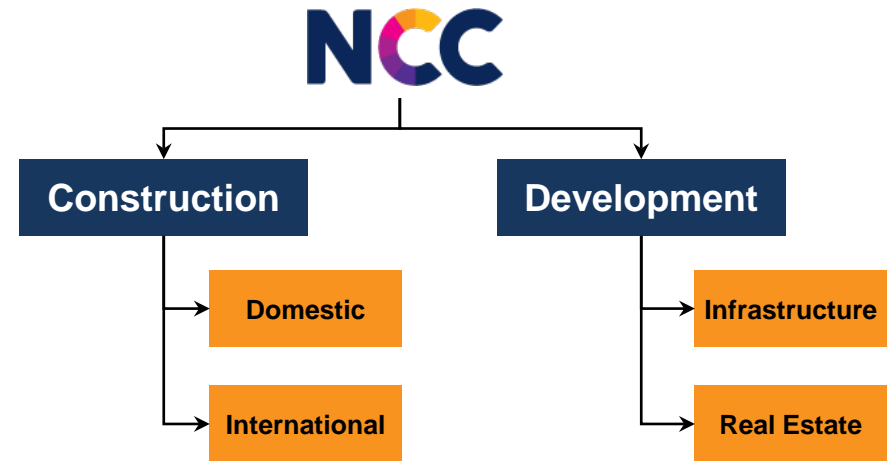 NCC
Construction
Development
Domestic
Infrastructure
International
Real Estate